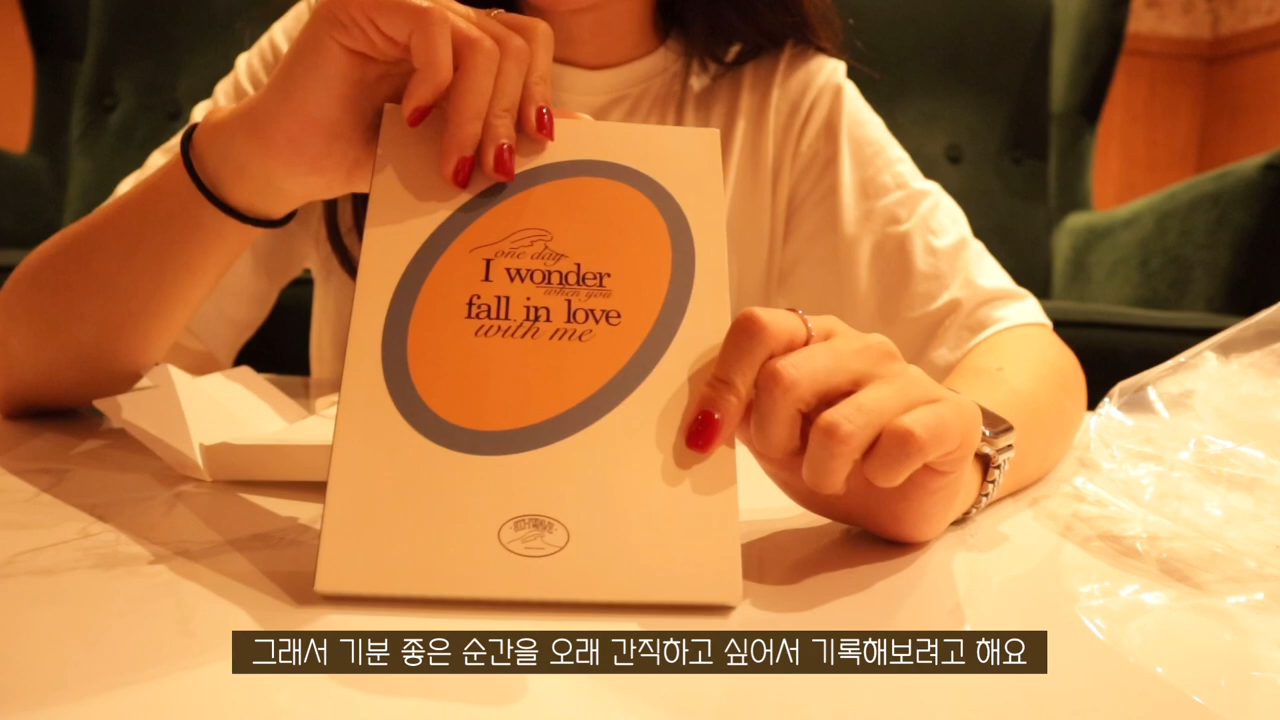 one day
I wonder
when you
fall in love
with me
그래서 기분 좋은 순간을 오래 간직하고 싶어서 기록해보려고 해요